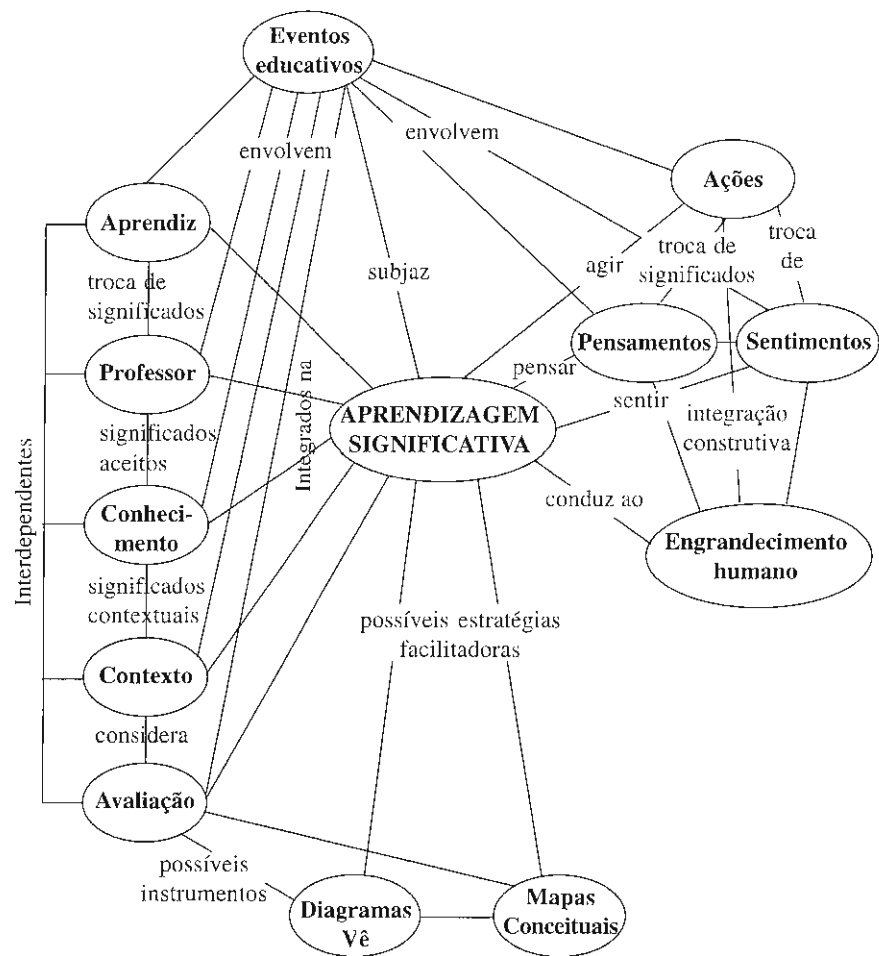 Eventos
educativos
envolvem
envolvem
Ações
Aprendiz
troca de
significados
troca
de
agir
subjaz
troca de
significados
Pensamentos
Sentimentos
Professor
pensar
sentir
Integrados na
APRENDIZAGEM
SIGNIFICATIVA
integração
construtiva
significados
aceitos
Interdependentes
conduz ao
Conheci-
mento
Engrandecimento
humano
significados
contextuais
possíveis estratégias
facilitadoras
Contexto
considera
Avaliação
possíveis
instrumentos
Diagramas
Vê
Mapas
Conceituais